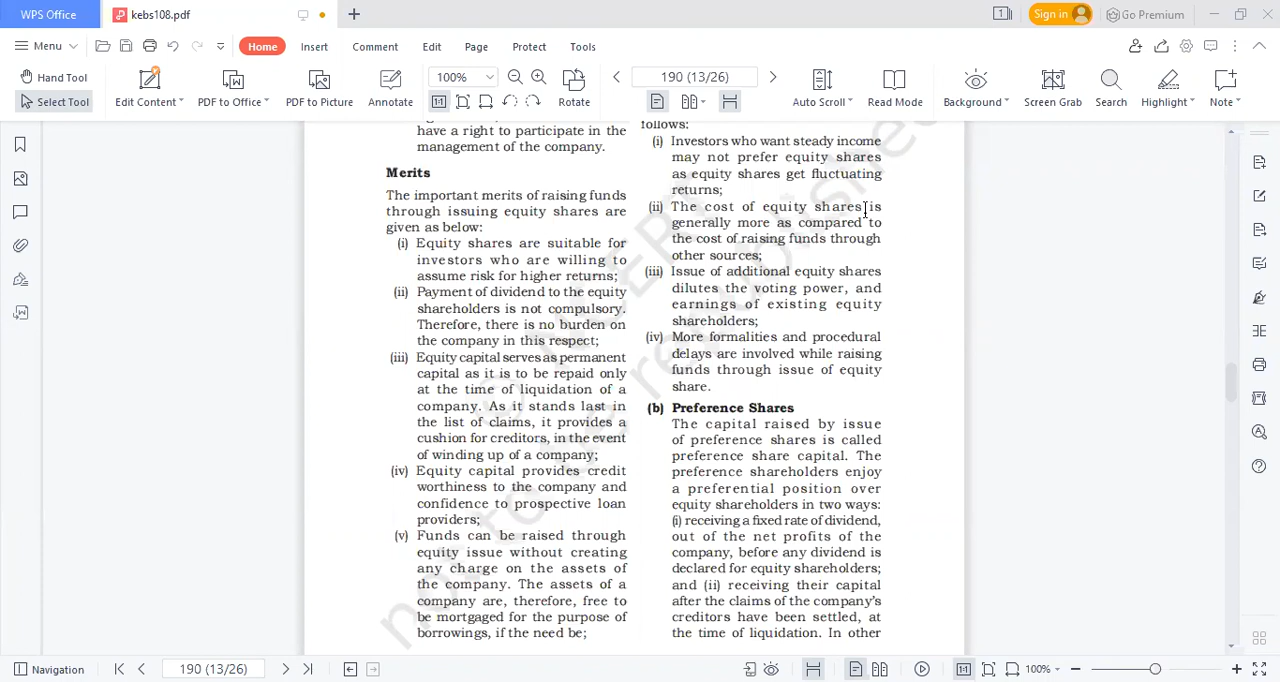 WPS Office
kebs108.pdf
1
Sign in
Go Premium
Menu
Home
Insert
Comment
Edit
Page
Protect
Tools
Hand Tool
Select Tool
Edit Content
PDF to Office
PDF to Picture
Annotate
100%
Rotate
190 (13/26)
Auto Scroll
Read Mode
Background
Screen Grab
Search
Highlight
Note
have a right to participate in the
management of the company.
Merits
The important merits of raising funds
through issuing equity shares are
given as below:
(i) Equity shares are suitable for
investors who are willing to
assume risk for higher returns;
(ii) Payment of dividend to the equity
shareholders is not compulsory.
Therefore, there is no burden on
the company in this respect;
(iii) Equity capital serves as permanent
capital as it is to be repaid only
at the time of liquidation of a
company. As it stands last in
the list of claims, it provides a
cushion for creditors, in the event
of winding up of a company;
(iv) Equity capital provides credit
worthiness to the company and
confidence to prospective loan
providers;
(v) Funds can be raised through
equity issue without creating
any charge on the assets of
the company. The assets of a
company are, therefore, free to
be mortgaged for the purpose of
borrowings, if the need be;
follows:
(i) Investors who want steady income
may not prefer equity shares
as equity shares get fluctuating
returns;
(ii) The cost of equity shares is
generally more as compared to
the cost of raising funds through
other sources;
(iii) Issue of additional equity shares
dilutes the voting power, and
earnings of existing equity
shareholders;
(iv) More formalities and procedural
delays are involved while raising
funds through issue of equity
share.
(b) Preference Shares
The capital raised by issue
of preference shares is called
preference share capital. The
preference shareholders enjoy
a preferential position over
equity shareholders in two ways:
(i) receiving a fixed rate of dividend,
out of the net profits of the
company, before any dividend is
declared for equity shareholders;
and (ii) receiving their capital
after the claims of the company's
creditors have been settled, at
the time of liquidation. In other
© NCERT
not to be republished
Navigation
190 (13/26)
100%